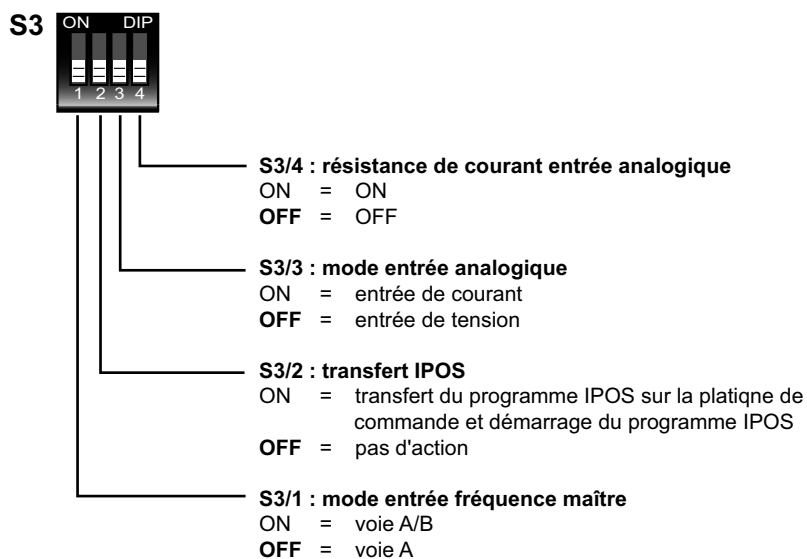 S3
ON DIP
1 2 3 4
S3/4 : résistance de courant entrée analogique
ON = ON
OFF = OFF
S3/3 : mode entrée analogique
ON = entrée de courant
OFF = entrée de tension
S3/2 : transfert IPOS
ON = transfert du programme IPOS sur la platiqne de
commande et démarrage du programme IPOS
OFF = pas d'action
S3/1 : mode entrée fréquence maître
ON = voie A/B
OFF = voie A